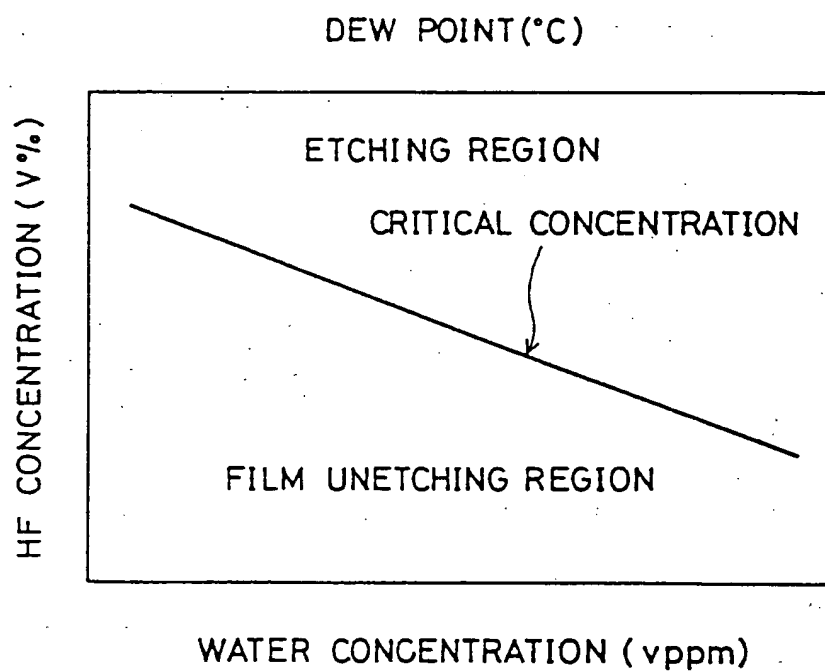 DEW POINT (°C)
ETCHING REGION
CRITICAL CONCENTRATION
HF CONCENTRATION (V%)
FILM UNETCHING REGION
WATER CONCENTRATION (vppm)